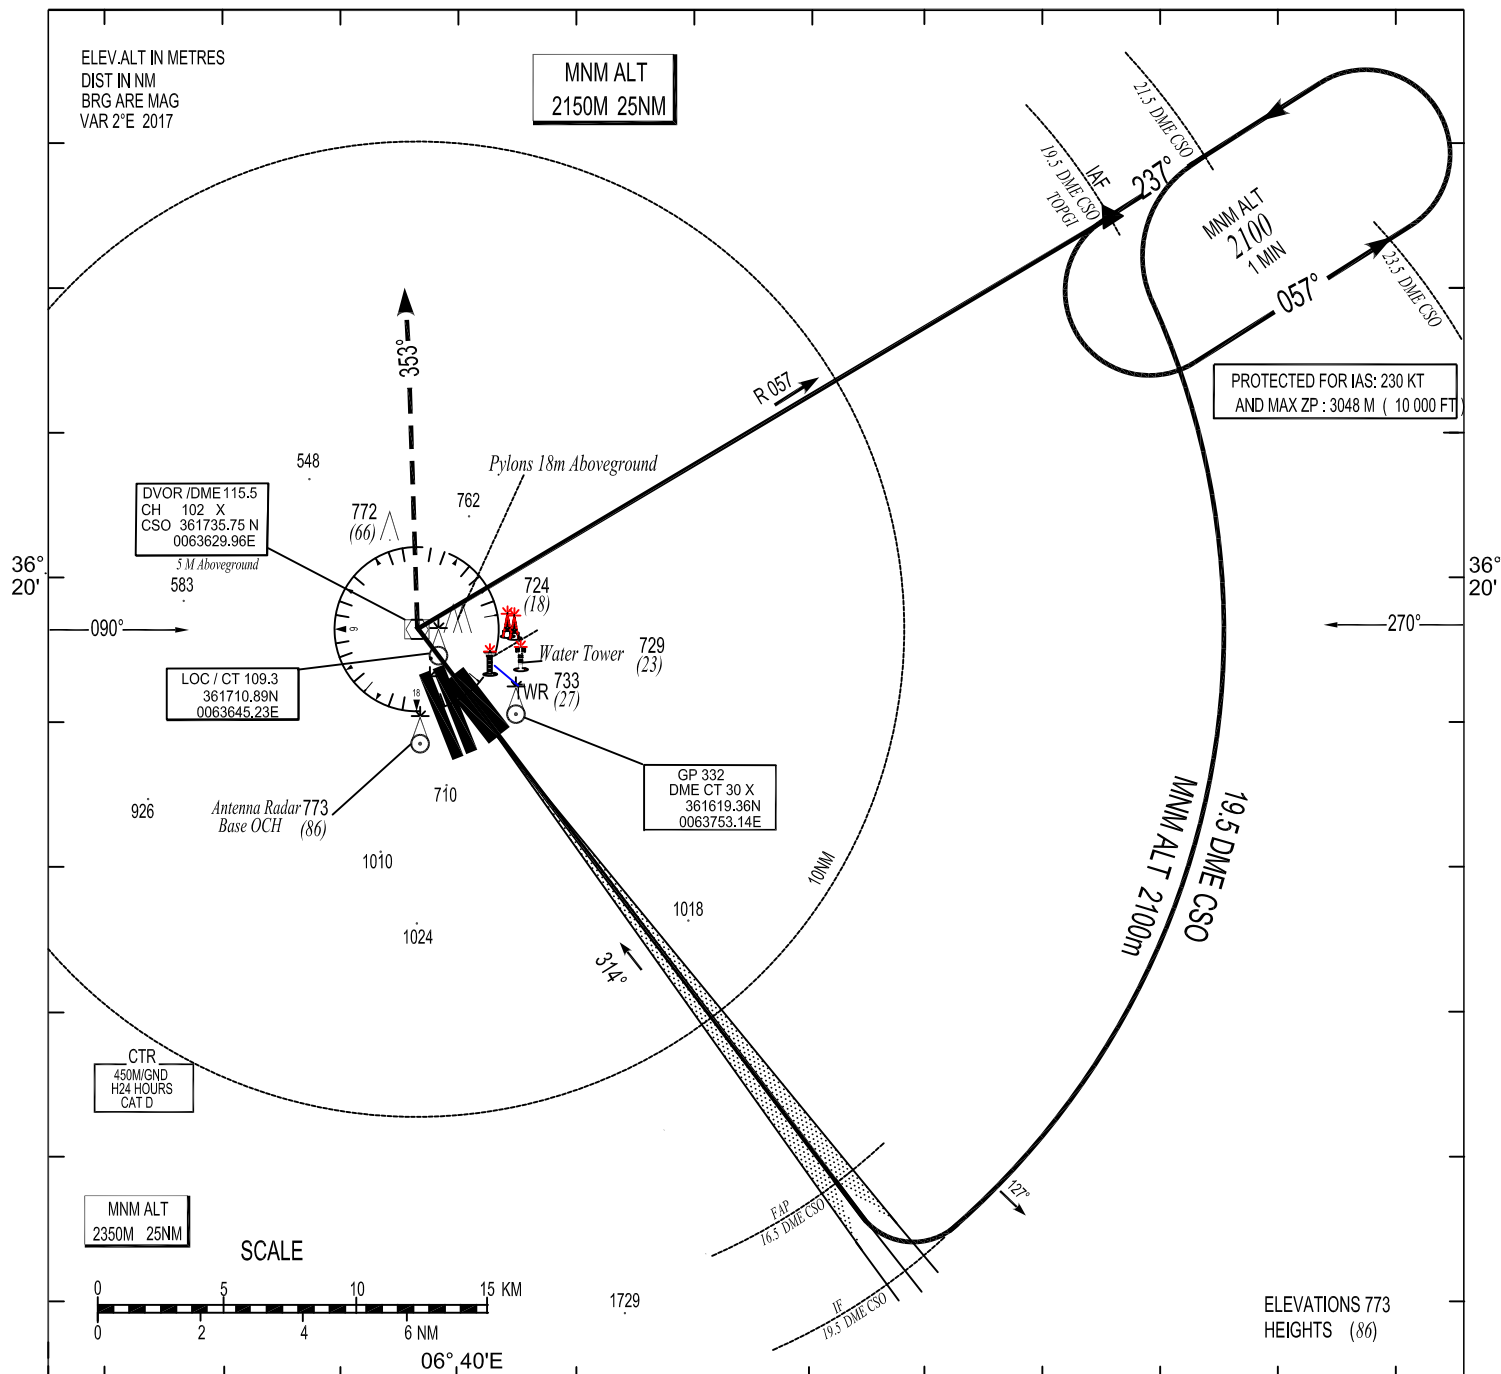 ELEV.ALT IN METRES
DIST IN NM
BRG ARE MAG
VAR 2°E 2017
MNM ALT
2150M 25NM
21.5 DME CSO
19.5 DME CSO
TOPGI
IAF
237°
MNM ALT
2100
1 MIN
057°
23.5 DME CSO
PROTECTED FOR IAS: 230 KT
AND MAX ZP : 3048 M ( 10 000 FT )
R 057
353°
548
Pylons 18m Aboveground
762
772
(66)
DVOR /DME 115.5
CH 102 X
CSO 361735.75 N
0063629.96E
5 M Aboveground
583
36°
20'
36°
20'
090°
270°
9
18
724
(18)
Water Tower
729
(23)
TWR
733
(27)
LOC / CT 109.3
361710.89N
0063645.23E
GP 332
DME CT 30 X
361619.36N
0063753.14E
926
Antenna Radar 773
Base OCH (86)
710
1010
1024
1018
10NM
314°
19.5 DME CSO
MNM ALT 2100m
CTR
450M/GND
H24 HOURS
CAT D
127°
FAP
16.5 DME CSO
IF
19.5 DME CSO
MNM ALT
2350M 25NM
SCALE
0 5 10 15 KM
0 2 4 6 NM
1729
06° 40'E
ELEVATIONS 773
HEIGHTS (86)